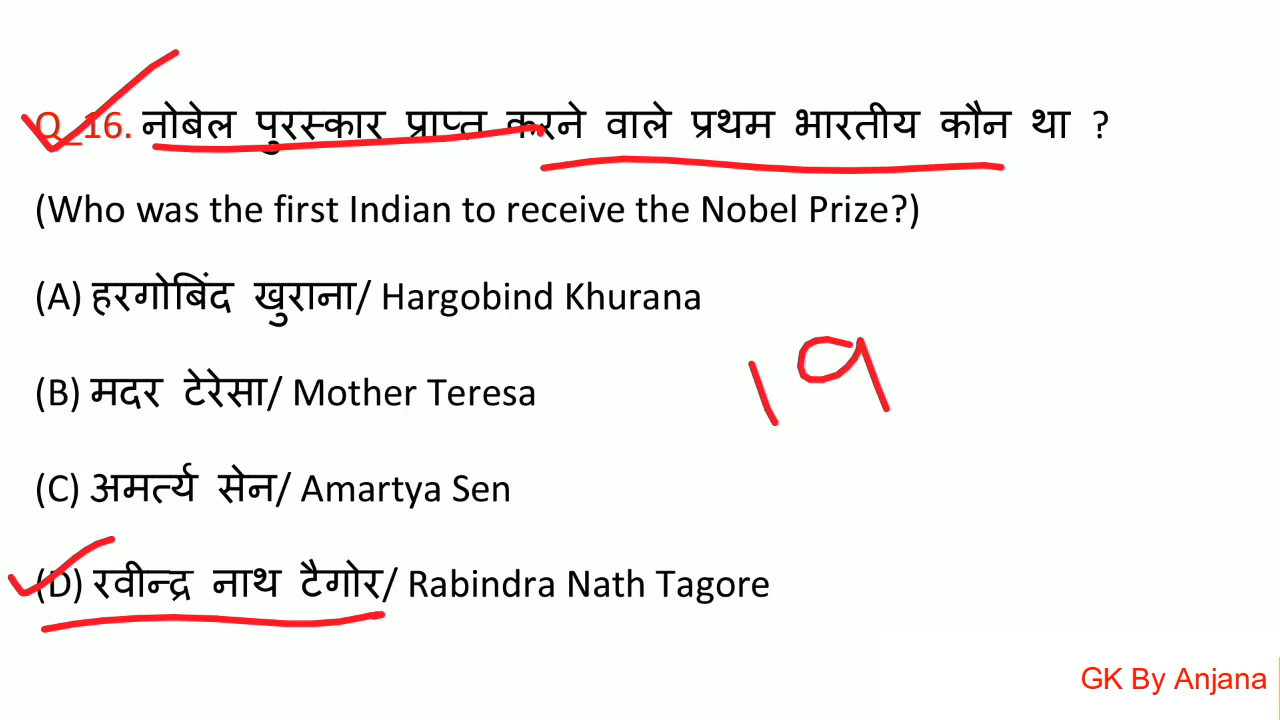 Q_16. नोबेल पुरस्कार प्राप्त करने वाले प्रथम भारतीय कौन था ?
(Who was the first Indian to receive the Nobel Prize?)
(A) हरगोबिंद खुराना/ Hargobind Khurana
19
(B) मदर टेरेसा/ Mother Teresa
(C) अमर्त्य सेन/ Amartya Sen
(D) रवीन्द्र नाथ टैगोर/ Rabindra Nath Tagore
GK By Anjana